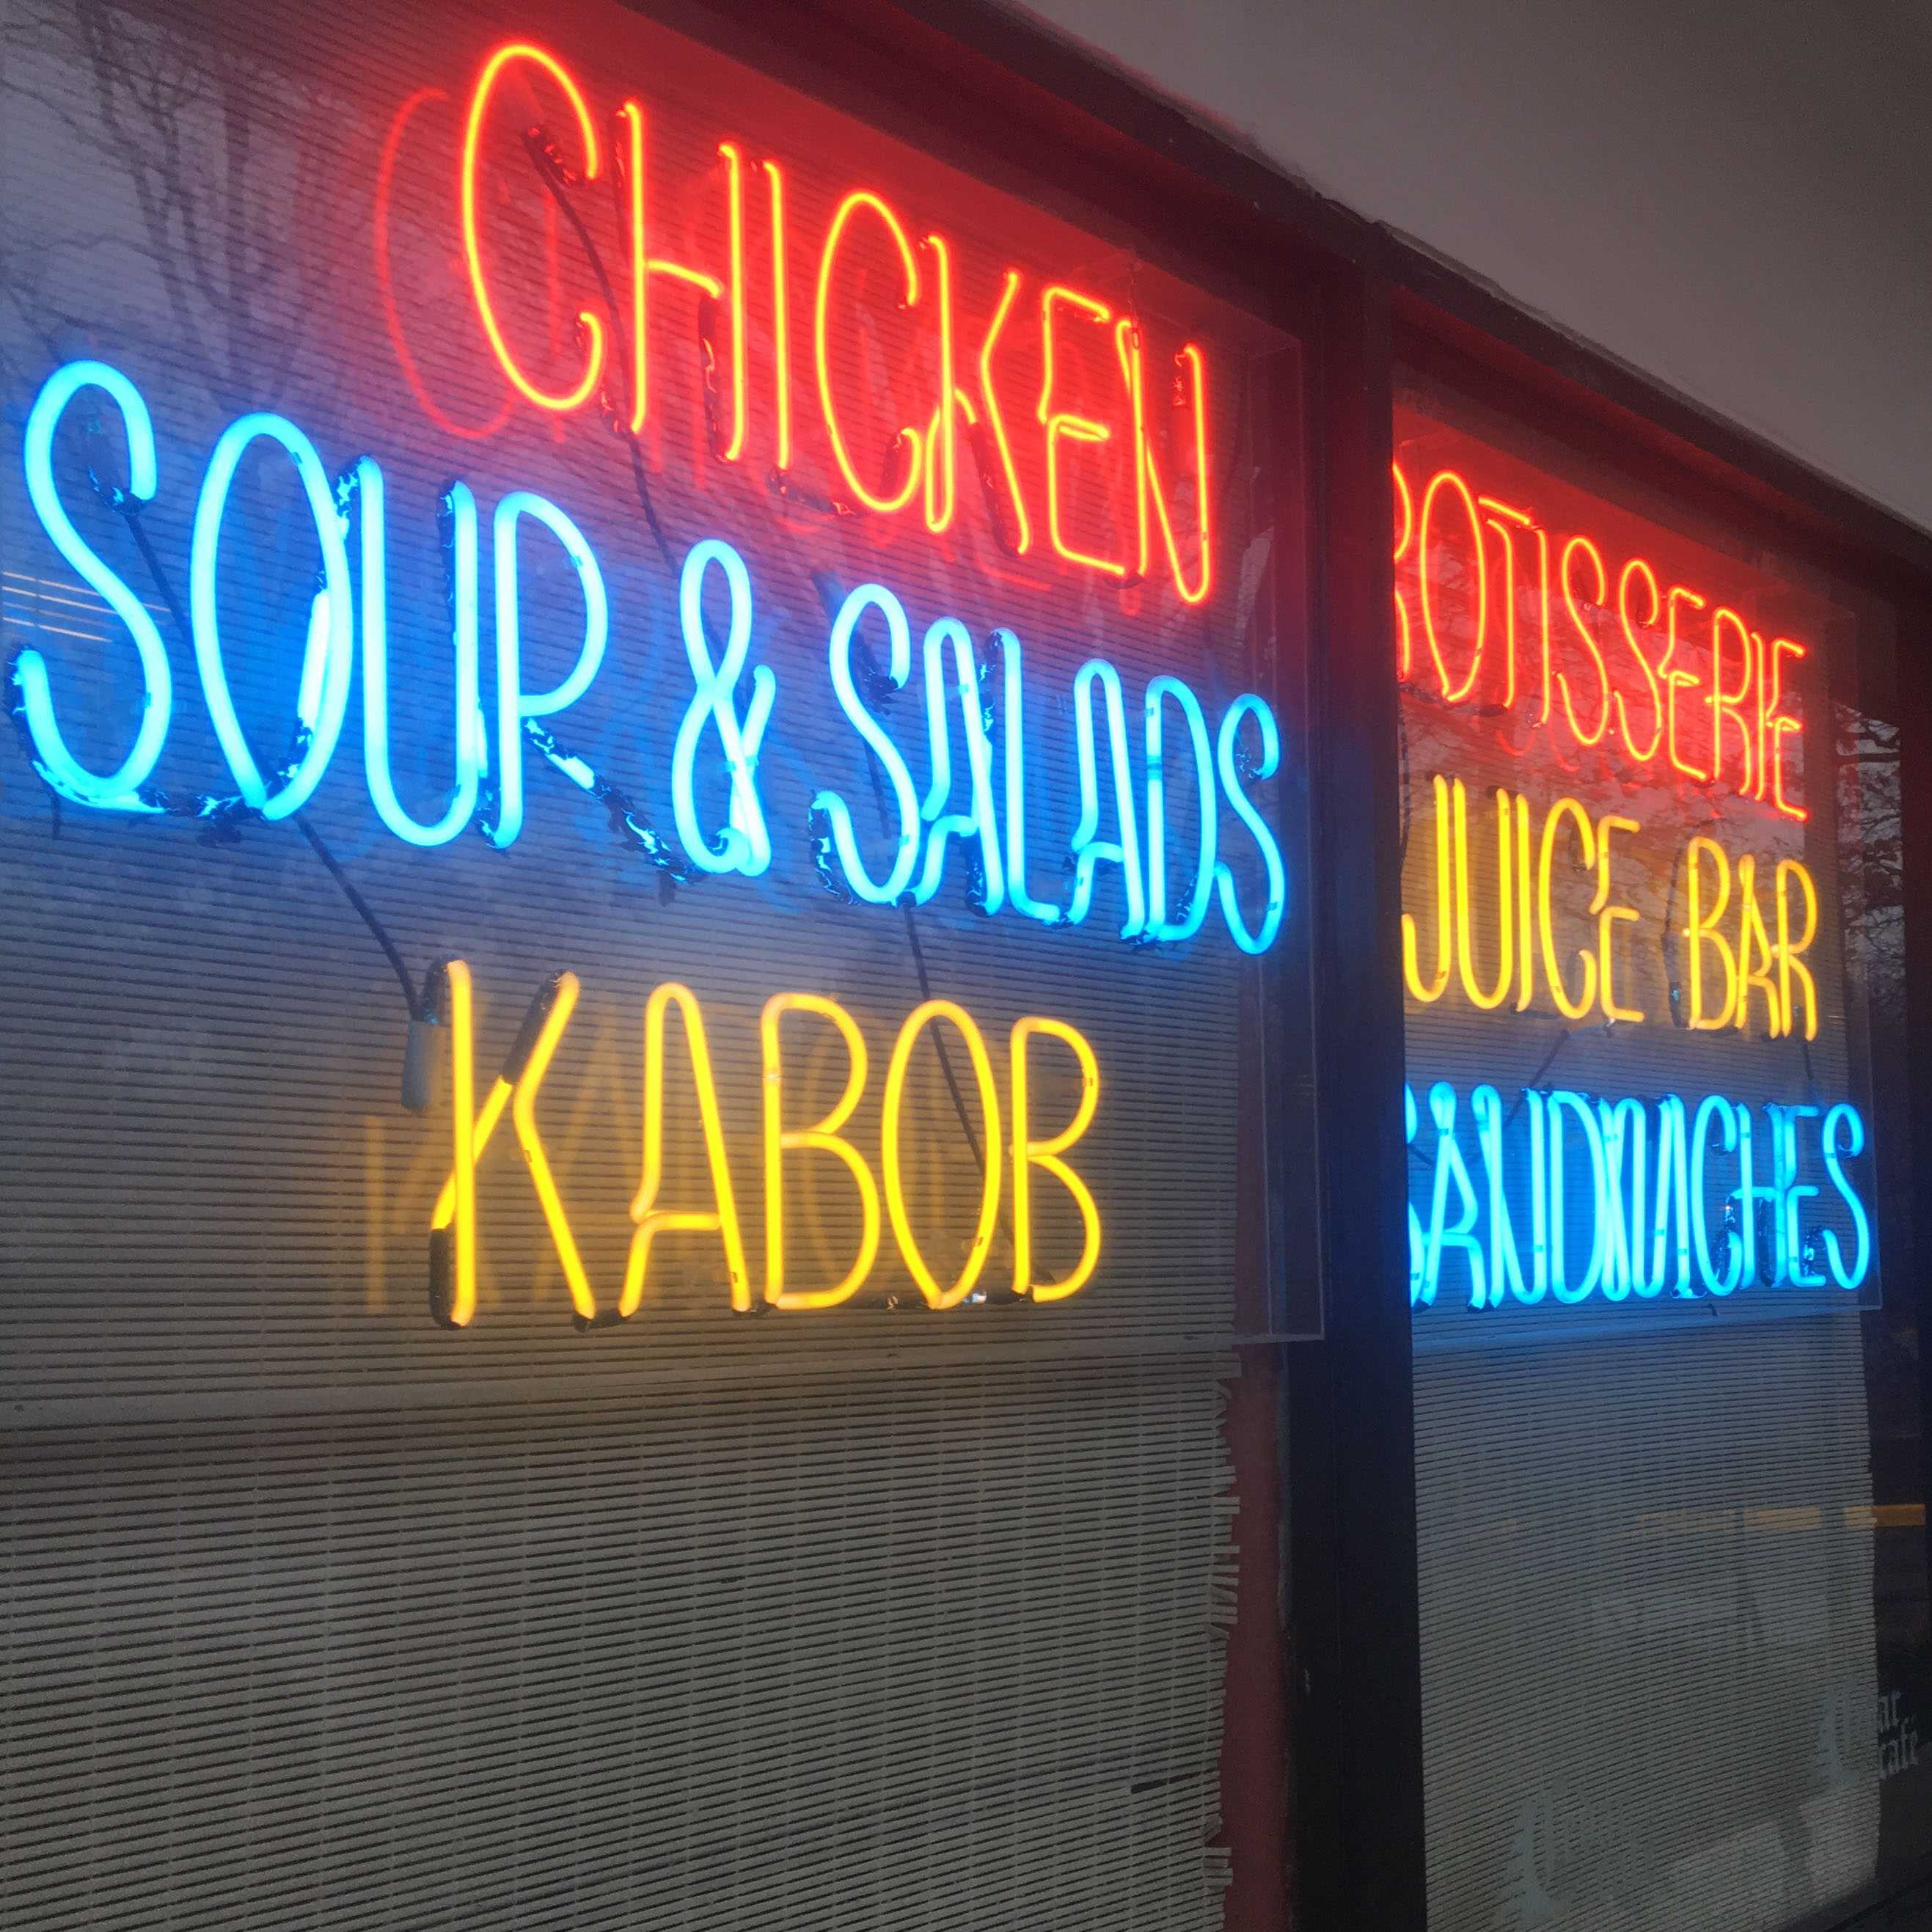 CHICKEN
SOUP & SALADS
KABOB
ROTISSERIE
JUICE BAR
SANDWICHES